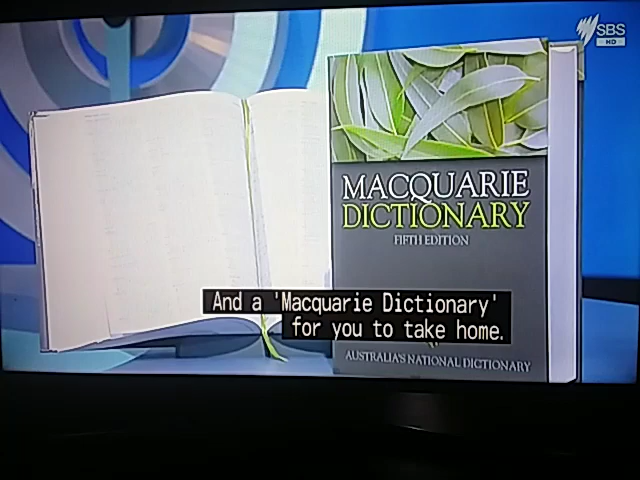 SBS
HD
MACQUARIE
DICTIONARY
FIFTH EDITION
And a 'Macquarie Dictionary'
for you to take home.
AUSTRALIA'S NATIONAL DICTIONARY